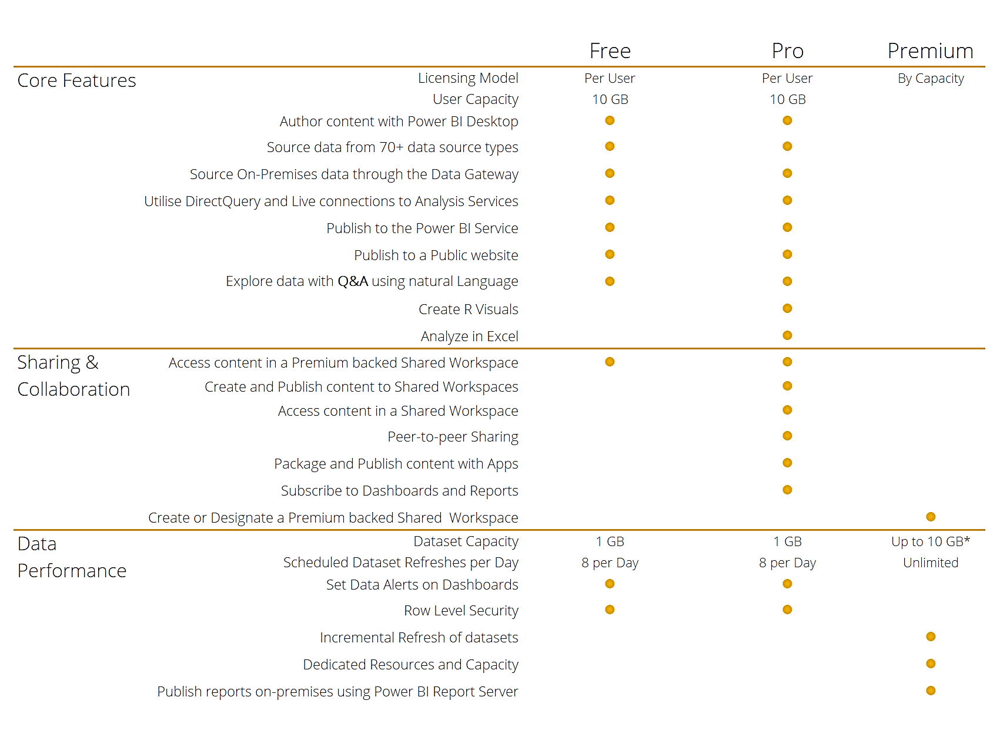 Free Pro Premium
Core Features Licensing Model Per User Per User By Capacity
User Capacity 10 GB 10 GB
Author content with Power BI Desktop
Source data from 70+ data source types
Source On-Premises data through the Data Gateway
Utilise DirectQuery and Live connections to Analysis Services
Publish to the Power BI Service
Publish to a Public website
Explore data with Q&A using natural Language
Create R Visuals
Analyze in Excel
Sharing & Access content in a Premium backed Shared Workspace
Collaboration Create and Publish content to Shared Workspaces
Access content in a Shared Workspace
Peer-to-peer Sharing
Package and Publish content with Apps
Subscribe to Dashboards and Reports
Create or Designate a Premium backed Shared Workspace
Data Dataset Capacity 1 GB 1 GB Up to 10 GB*
Performance Scheduled Dataset Refreshes per Day 8 per Day 8 per Day Unlimited
Set Data Alerts on Dashboards
Row Level Security
Incremental Refresh of datasets
Dedicated Resources and Capacity
Publish reports on-premises using Power BI Report Server